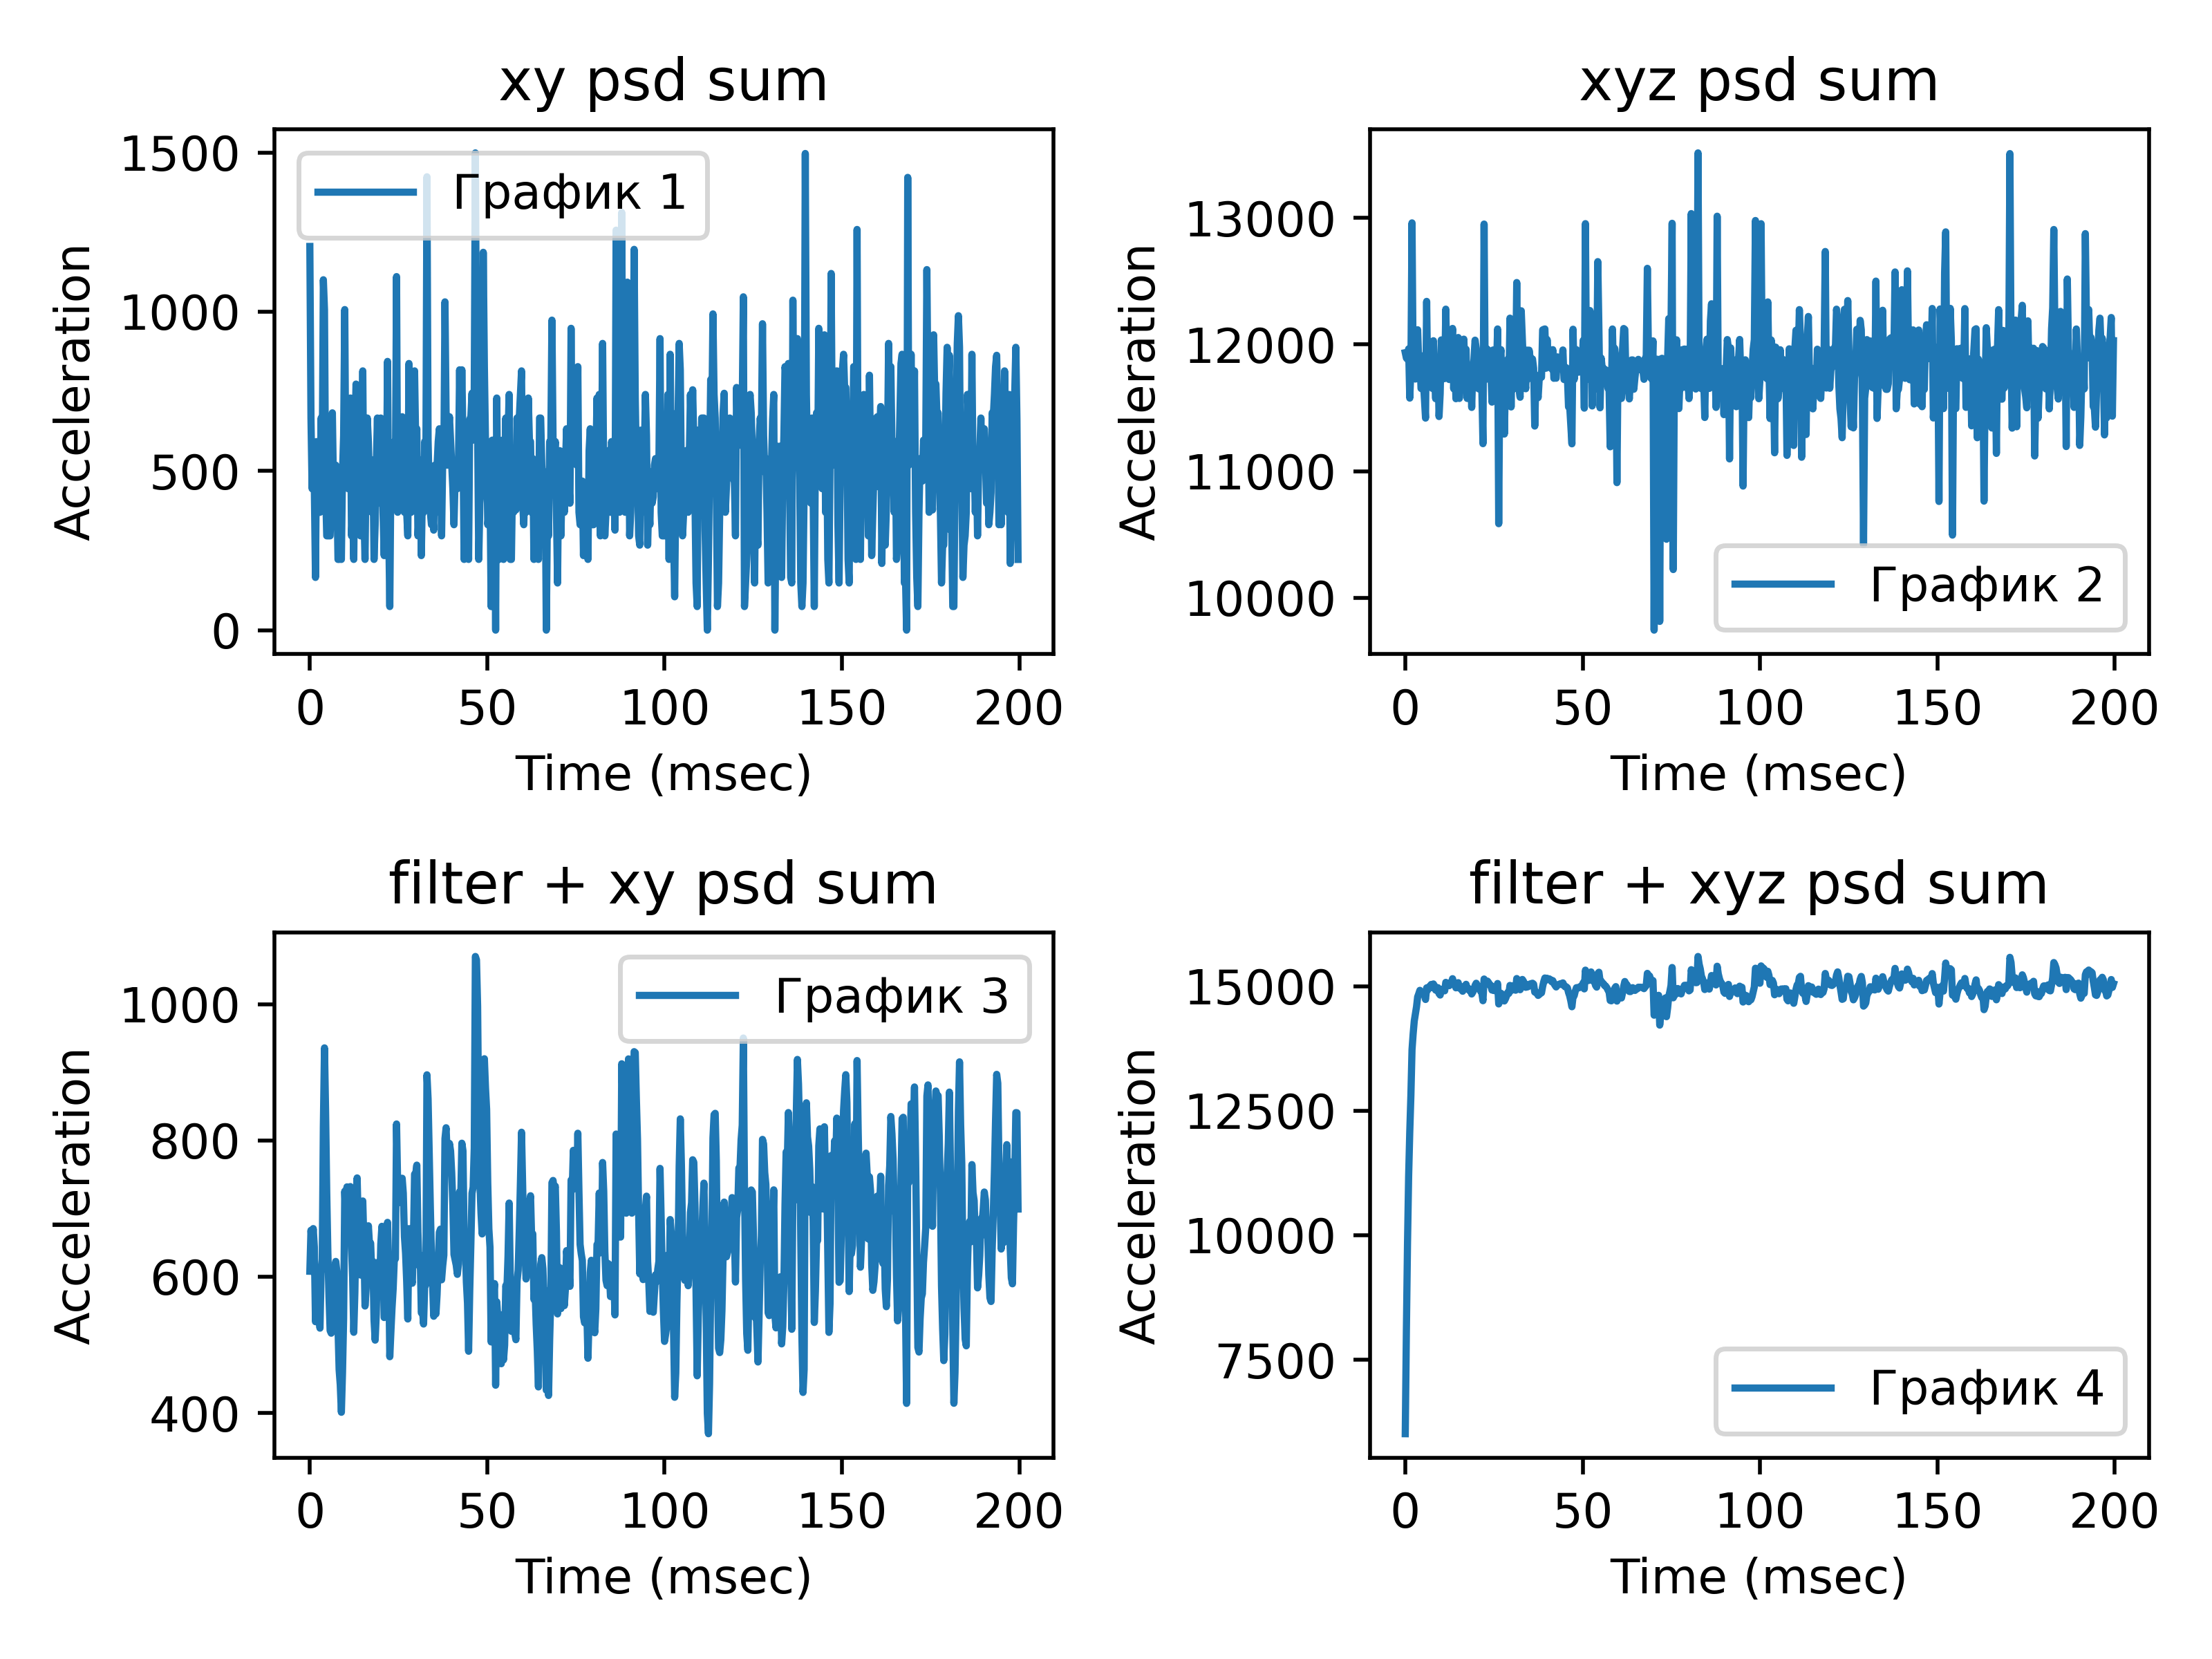 xy psd sum
1500
1000
500
0
Acceleration
График 1
0 50 100 150 200
Time (msec)
xyz psd sum
13000
12000
11000
10000
Acceleration
График 2
0 50 100 150 200
Time (msec)
filter + xy psd sum
1000
800
600
400
Acceleration
График 3
0 50 100 150 200
Time (msec)
filter + xyz psd sum
15000
12500
10000
7500
Acceleration
График 4
0 50 100 150 200
Time (msec)